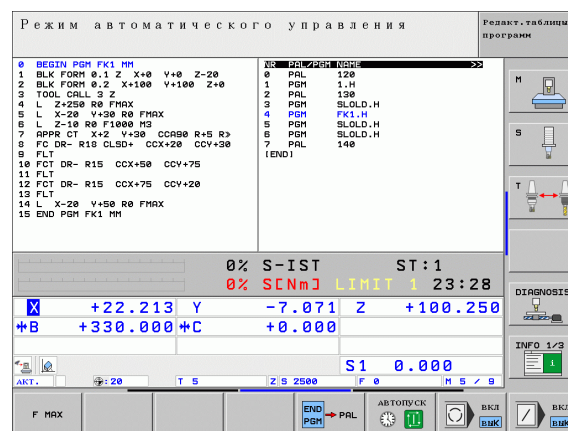 Режим автоматического управления
Редакт.таблицы
программ
0 BEGIN PGM FK1 MM
1 BLK FORM 0.1 Z X+0 Y+0 Z-20
2 BLK FORM 0.2 X+100 Y+100 Z+0
3 TOOL CALL 3 Z
4 L Z+250 R0 FMAX
5 L X-20 Y+30 R0 FMAX
6 L Z-10 R0 F1000 M3
7 APPR CT X+2 Y+30 CCA90 R+5 R»
8 FC DR- R18 CLSD+ CCX+20 CCY+30
9 FLT
10 FCT DR- R15 CCX+50 CCY+75
11 FLT
12 FCT DR- R15 CCX+75 CCY+20
13 FLT
14 L X-20 Y+50 R0 FMAX
15 END PGM FK1 MM
NR PAL/PGM NAME >>
0 PAL 120
1 PGM 1.H
2 PAL 130
3 PGM SLOLD.H
4 PGM FK1.H
5 PGM SLOLD.H
6 PGM SLOLD.H
7 PAL 140
[END]
0% S-IST ST:1
0% S[Nm] LIMIT 1 23:28
X +22.213 Y -7.071 Z +100.250
B +330.000 C +0.000
S1 0.000
АКТ. :20 T 5 Z S 2500 F 0 M 5 / 9
M
S
T
DIAGNOSIS
INFO 1/3
F MAX
END PGM → PAL
АВТОПУСК
ВКЛ
ВЫК
ВКЛ
ВЫК